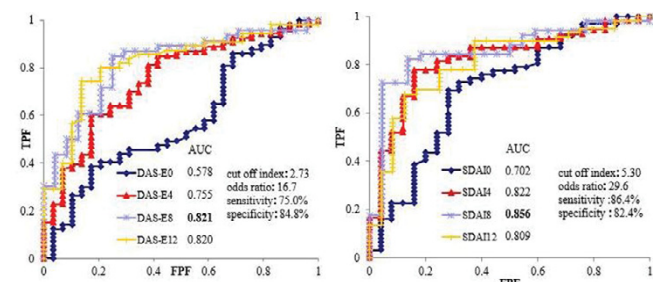 1
0.8
0.6
0.4
0.2
0
TPF
AUC
DAS-E0 0.578
DAS-E4 0.755
DAS-E8 0.821
DAS-E12 0.820
cut off index: 2.73
odds ratio: 16.7
sensitivity: 75.0%
specificity: 84.8%
0 0.2 0.4 0.6 0.8 1
FPF
1
0.8
0.6
0.4
0.2
0
TPF
AUC
SDAI0 0.702
SDAI4 0.822
SDAI8 0.856
SDAI12 0.809
cut off index: 5.30
odds ratio: 29.6
sensitivity :86.4%
specificity : 82.4%
0 0.2 0.4 0.6 0.8 1
FPF